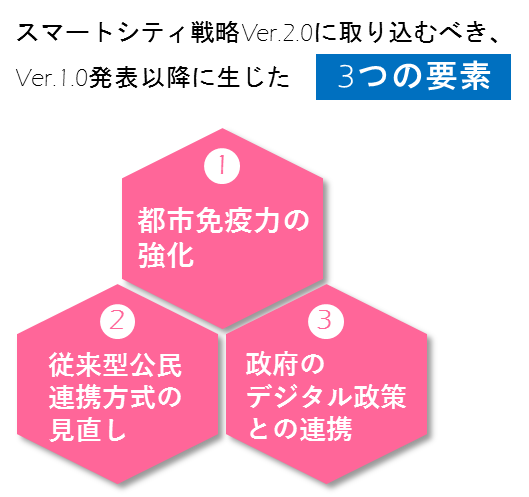 スマートシティ戦略Ver.2.0に取り込むべき、
Ver.1.0発表以降に生じた 3つの要素
1
都市免疫力の
強化
2
従来型公民
連携方式の
見直し
3
政府の
デジタル政策
との連携